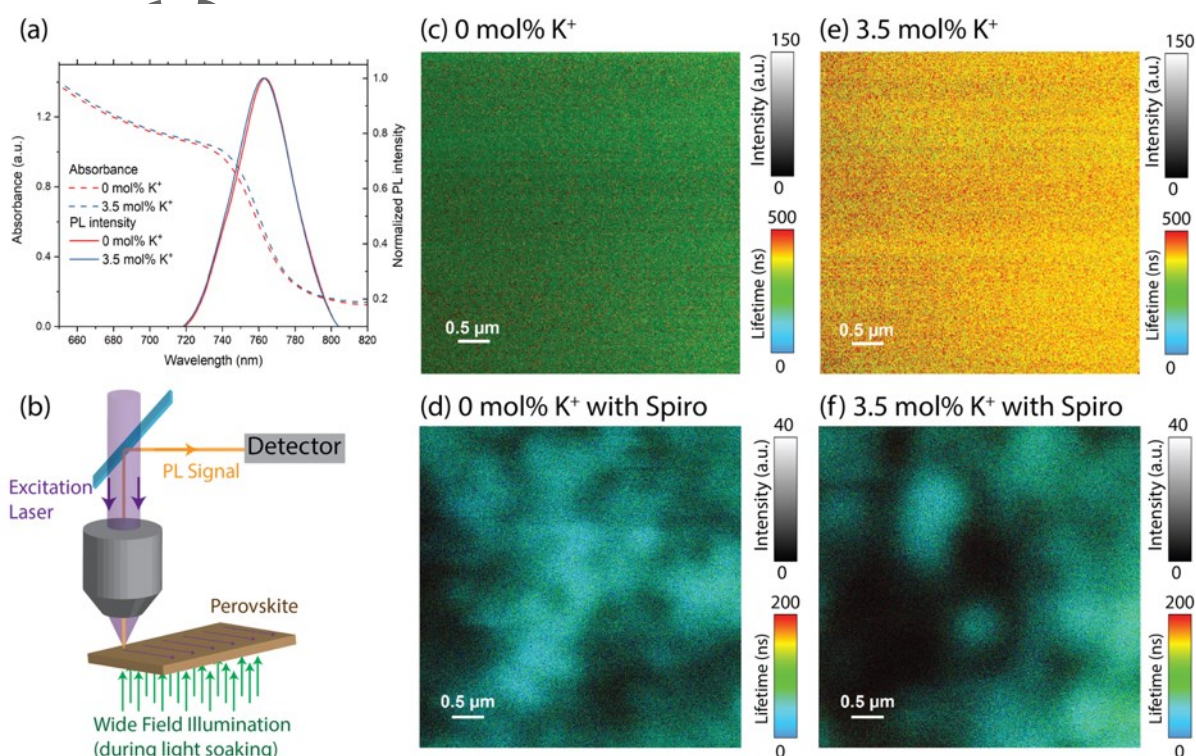 (a)
Absorbance (a.u.)
1.2
0.8
0.4
0.0
Absorbance
0 mol% K⁺
3.5 mol% K⁺
PL intensity
0 mol% K⁺
3.5 mol% K⁺
1.0
0.8
0.6
0.4
0.2
Normalized PL intensity
660 680 700 720 740 760 780 800 820
Wavelength (nm)
(b)
Detector
PL Signal
Excitation
Laser
Perovskite
Wide Field Illumination
(during light soaking)
(c) 0 mol% K⁺
0.5 μm
150
Intensity (a.u.)
0
500
Lifetime (ns)
0
(d) 0 mol% K⁺ with Spiro
0.5 μm
40
Intensity (a.u.)
0
200
Lifetime (ns)
0
(e) 3.5 mol% K⁺
0.5 μm
150
Intensity (a.u.)
0
500
Lifetime (ns)
0
(f) 3.5 mol% K⁺ with Spiro
0.5 μm
40
Intensity (a.u.)
0
200
Lifetime (ns)
0